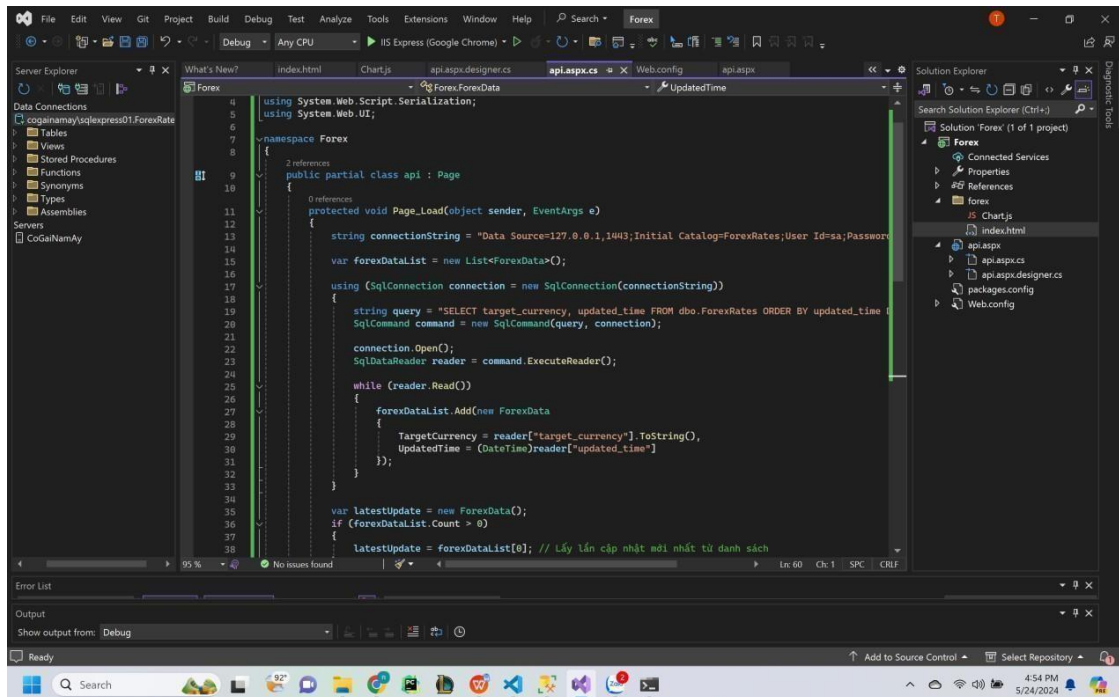 File Edit View Git Project Build Debug Test Analyze Tools Extensions Window Help Search Forex
Debug Any CPU IIS Express (Google Chrome)
Server Explorer
Data Connections
cogainamay\sqlexpress01.ForexRate
Tables
Views
Stored Procedures
Functions
Synonyms
Types
Assemblies
Servers
CoGaiNamAy
What's New? index.html Chart.js api.aspx.designer.cs api.aspx.cs Web.config api.aspx
Forex Forex.ForexData UpdatedTime
4 using System.Web.Script.Serialization;
5 using System.Web.UI;
6
7 namespace Forex
8 {
2 references
9 public partial class api : Page
10 {
0 references
11 protected void Page_Load(object sender, EventArgs e)
12 {
13 string connectionString = "Data Source=127.0.0.1,1443;Initial Catalog=ForexRates;User Id=sa;Password
14
15 var forexDataList = new List<ForexData>();
16
17 using (SqlConnection connection = new SqlConnection(connectionString))
18 {
19 string query = "SELECT target_currency, updated_time FROM dbo.ForexRates ORDER BY updated_time D
20 SqlCommand command = new SqlCommand(query, connection);
21
22 connection.Open();
23 SqlDataReader reader = command.ExecuteReader();
24
25 while (reader.Read())
26 {
27 forexDataList.Add(new ForexData
28 {
29 TargetCurrency = reader["target_currency"].ToString(),
30 UpdatedTime = (DateTime)reader["updated_time"]
31 });
32 }
33 }
34
35 var latestUpdate = new ForexData();
36 if (forexDataList.Count > 0)
37 {
38 latestUpdate = forexDataList[0]; // Lấy lần cập nhật mới nhất từ danh sách
95 % No issues found Ln: 60 Ch: 1 SPC CRLF
Solution Explorer
Search Solution Explorer (Ctrl+;)
Solution 'Forex' (1 of 1 project)
Forex
Connected Services
Properties
References
forex
JS Chart.js
index.html
api.aspx
api.aspx.cs
api.aspx.designer.cs
packages.config
Web.config
Diagnostic Tools
Error List
Output
Show output from: Debug
Ready Add to Source Control Select Repository
Search 92° 4:54 PM
5/24/2024